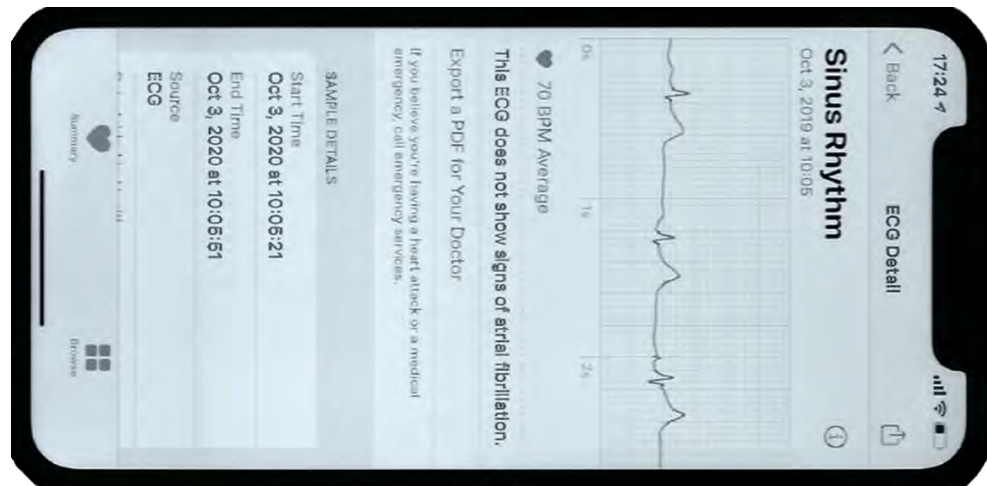 17:24
Back
ECG Detail
Sinus Rhythm
Oct 3, 2019 at 10:05
0s 1s 2s
70 BPM Average
This ECG does not show signs of atrial fibrillation.
Export a PDF for Your Doctor
If you believe you're having a heart attack or a medical
emergency, call emergency services.
SAMPLE DETAILS
Start Time
Oct 3, 2020 at 10:05:21
End Time
Oct 3, 2020 at 10:05:51
Source
ECG
Summary
Browse